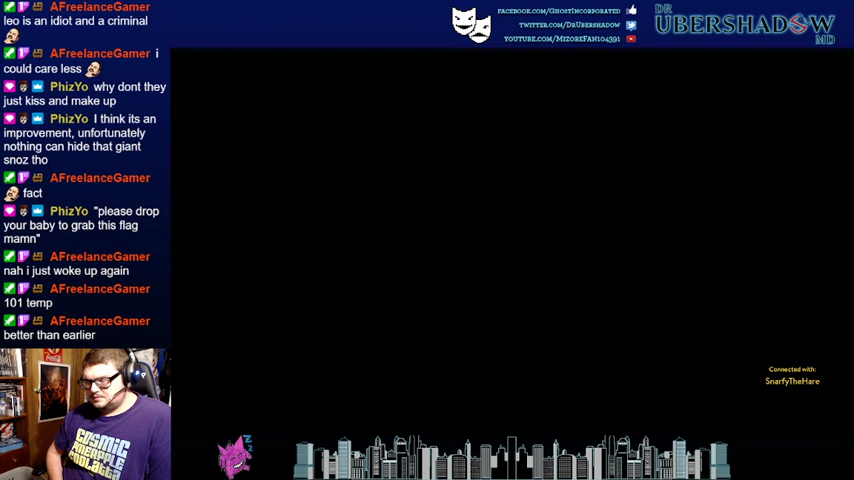 AFreelanceGamer
leo is an idiot and a criminal
AFreelanceGamer i
could care less
PhizYo why dont they
just kiss and make up
PhizYo I think its an
improvement, unfortunately
nothing can hide that giant
snoz tho
AFreelanceGamer
fact
PhizYo "please drop
your baby to grab this flag
mamn"
AFreelanceGamer
nah i just woke up again
AFreelanceGamer
101 temp
AFreelanceGamer
better than earlier
facebook.com/GhostIncorporated
twitter.com/DrUbershadow
youtube.com/MizoreFan104391
DR
UBERSHADOW
MD
Connected with:
SnarfyTheHare
Coca-Cola
COSMIC
PINEAPPLE
COOLATTA
z
z